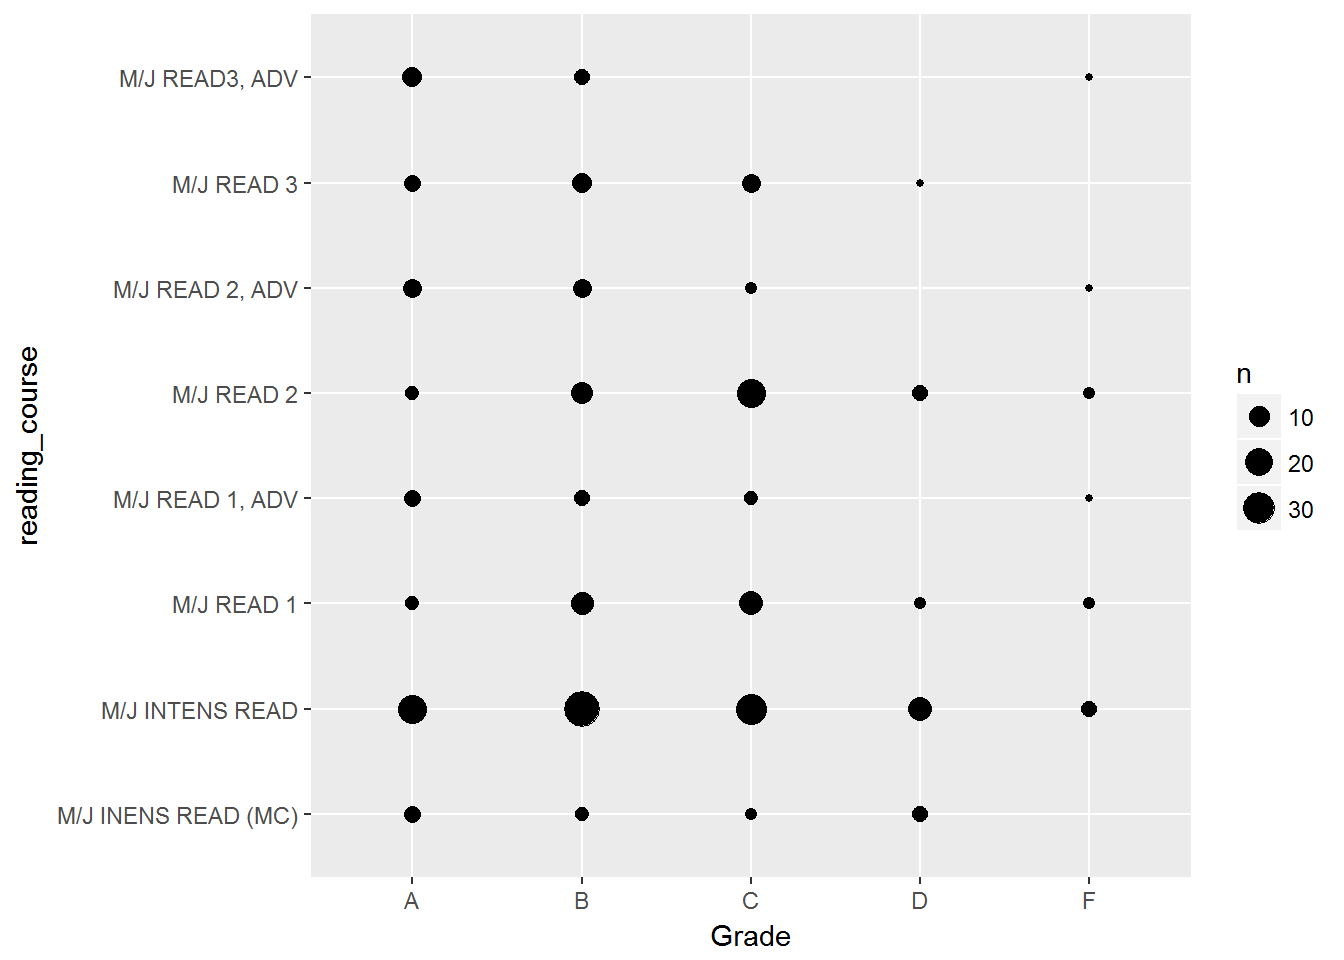 M/J READ3, ADV
M/J READ 3
M/J READ 2, ADV
M/J READ 2
M/J READ 1, ADV
M/J READ 1
M/J INTENS READ
M/J INENS READ (MC)
reading_course
A B C D F
Grade
n
10
20
30